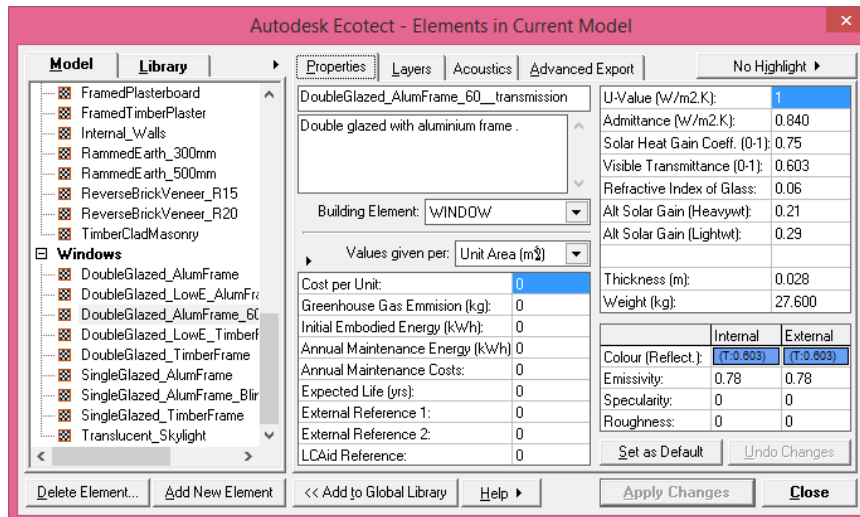 Autodesk Ecotect - Elements in Current Model
Model
Library
FramedPlasterboard
FramedTimberPlaster
Internal_Walls
RammedEarth_300mm
RammedEarth_500mm
ReverseBrickVeneer_R15
ReverseBrickVeneer_R20
TimberCladMasonry
Windows
DoubleGlazed_AlumFrame
DoubleGlazed_LowE_AlumFra
DoubleGlazed_AlumFrame_60
DoubleGlazed_LowE_TimberF
DoubleGlazed_TimberFrame
SingleGlazed_AlumFrame
SingleGlazed_AlumFrame_Blin
SingleGlazed_TimberFrame
Translucent_Skylight
Delete Element...
Add New Element
Properties
Layers
Acoustics
Advanced Export
No Highlight
DoubleGlazed_AlumFrame_60__transmission
Double glazed with aluminium frame .
Building Element: WINDOW
Values given per: Unit Area (m²)
Cost per Unit: 0
Greenhouse Gas Emmision (kg): 0
Initial Embodied Energy (kWh): 0
Annual Maintenance Energy (kWh) 0
Annual Maintenance Costs: 0
Expected Life (yrs): 0
External Reference 1: 0
External Reference 2: 0
LCAid Reference: 0
<< Add to Global Library
Help
U-Value (W/m2.K): 1
Admittance (W/m2.K): 0.840
Solar Heat Gain Coeff. (0-1): 0.75
Visible Transmittance (0-1): 0.603
Refractive Index of Glass: 0.06
Alt Solar Gain (Heavywt): 0.21
Alt Solar Gain (Lightwt): 0.29
Thickness (m): 0.028
Weight (kg): 27.600
Internal External
Colour (Reflect.): (T:0.603) (T:0.603)
Emissivity: 0.78 0.78
Specularity: 0 0
Roughness: 0 0
Set as Default
Undo Changes
Apply Changes
Close